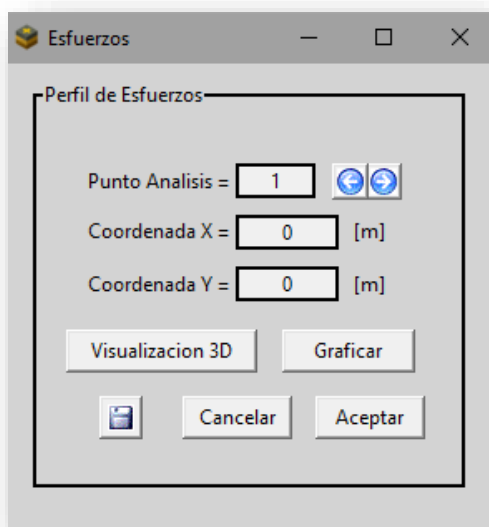 Esfuerzos
Perfil de Esfuerzos
Punto Analisis = 1
Coordenada X = 0 [m]
Coordenada Y = 0 [m]
Visualizacion 3D Graficar
Cancelar Aceptar